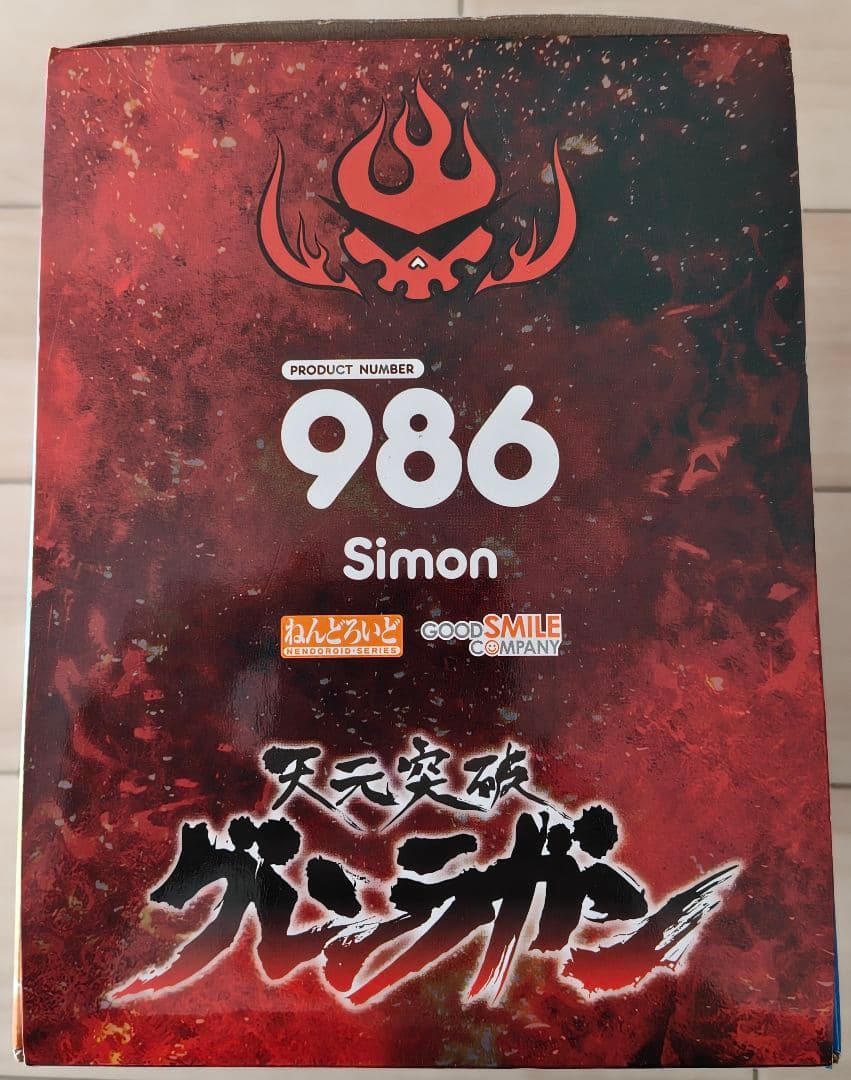 PRODUCT NUMBER
986
Simon
ねんどろいど
NENDOROID·SERIES
GOOD SMILE
COMPANY
天元突破
グレンラガン